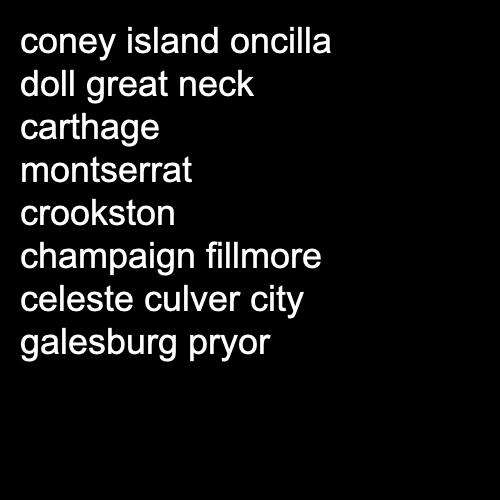 coney island oncilla
doll great neck
carthage
montserrat
crookston
champaign fillmore
celeste culver city
galesburg pryor